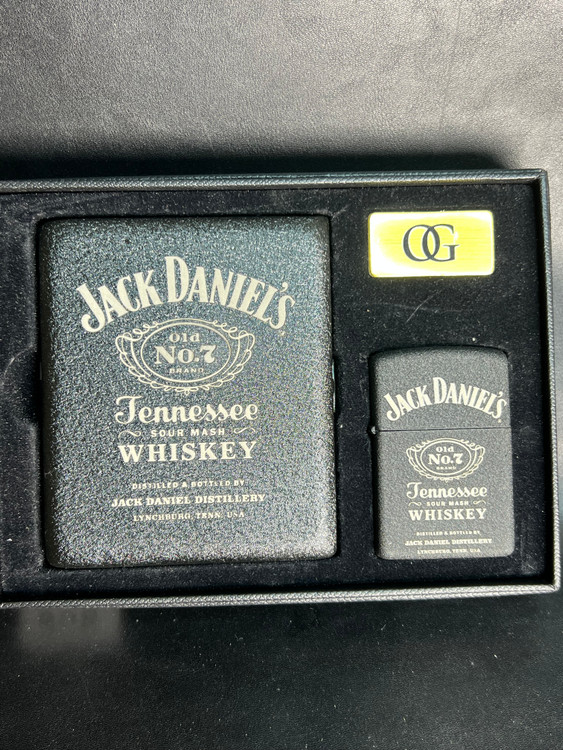 JACK DANIEL'S
Old
No.7
BRAND
Tennessee
SOUR MASH
WHISKEY
DISTILLED & BOTTLED BY
JACK DANIEL DISTILLERY
LYNCHBURG, TENN. USA
OG
JACK DANIEL'S
Old
No.7
BRAND
Tennessee
SOUR MASH
WHISKEY
DISTILLED & BOTTLED BY
JACK DANIEL DISTILLERY
LYNCHBURG, TENN. USA